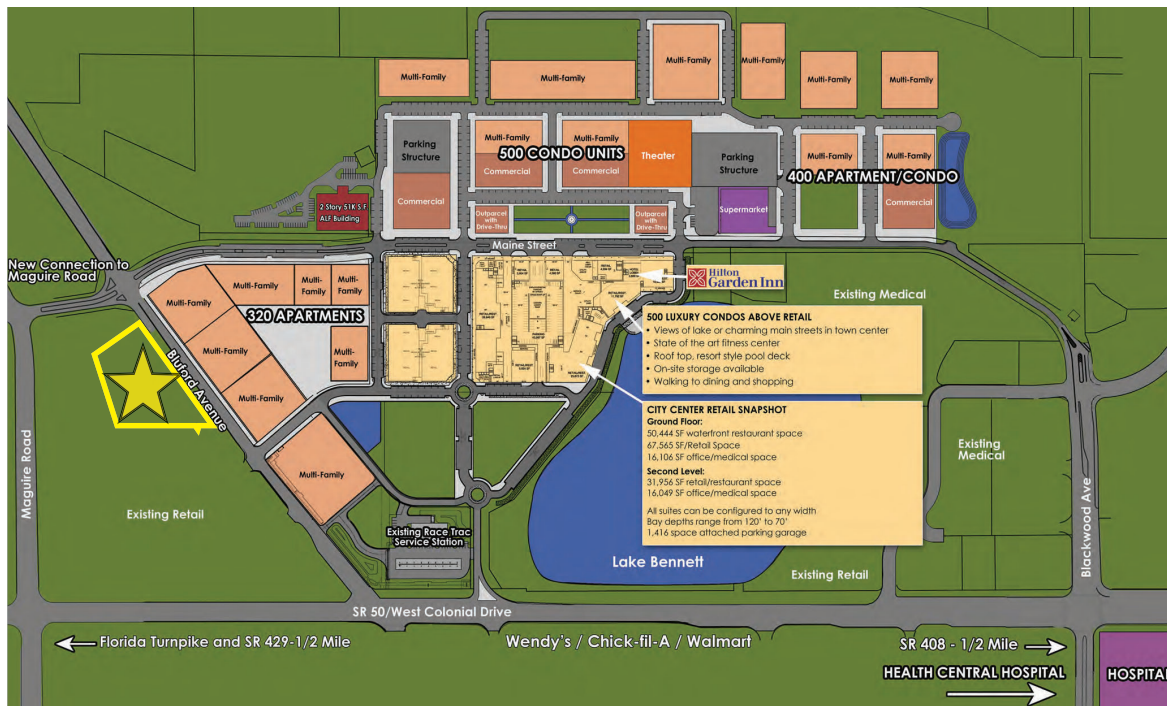 Multi-Family
Multi-Family
Multi-Family
Multi-Family
Multi-Family
Multi-Family
Parking
Structure
Commercial
Multi-Family
Commercial
Multi-Family
Commercial
500 CONDO UNITS
Theater
Parking
Structure
Supermarket
Multi-Family
Multi-Family
Commercial
400 APARTMENT/CONDO
2 Story 51K S.F
ALF Building
Outparcel
with
Drive-Thru
Outparcel
with
Drive-Thru
Maine Street
New Connection to
Maguire Road
Multi-Family
Multi-Family
Multi-
Family
Multi-
Family
320 APARTMENTS
Multi-Family
Multi-
Family
Multi-Family
Multi-Family
Bluford Avenue
Maguire Road
Hilton
Garden Inn
Existing Medical
500 LUXURY CONDOS ABOVE RETAIL
• Views of lake or charming main streets in town center
• State of the art fitness center
• Roof top, resort style pool deck
• On-site storage available
• Walking to dining and shopping
CITY CENTER RETAIL SNAPSHOT
Ground Floor:
50,444 SF waterfront restaurant space
67,565 SF/Retail Space
16,106 SF office/medical space
Second Level:
31,956 SF retail/restaurant space
16,049 SF office/medical space
All suites can be configured to any width
Bay depths range from 120' to 70'
1,416 space attached parking garage
Existing
Medical
Blackwood Ave
Existing Retail
Existing Race Trac
Service Station
Lake Bennett
Existing Retail
SR 50/West Colonial Drive
Florida Turnpike and SR 429-1/2 Mile
Wendy's / Chick-fil-A / Walmart
SR 408 - 1/2 Mile
HEALTH CENTRAL HOSPITAL
HOSPITAL